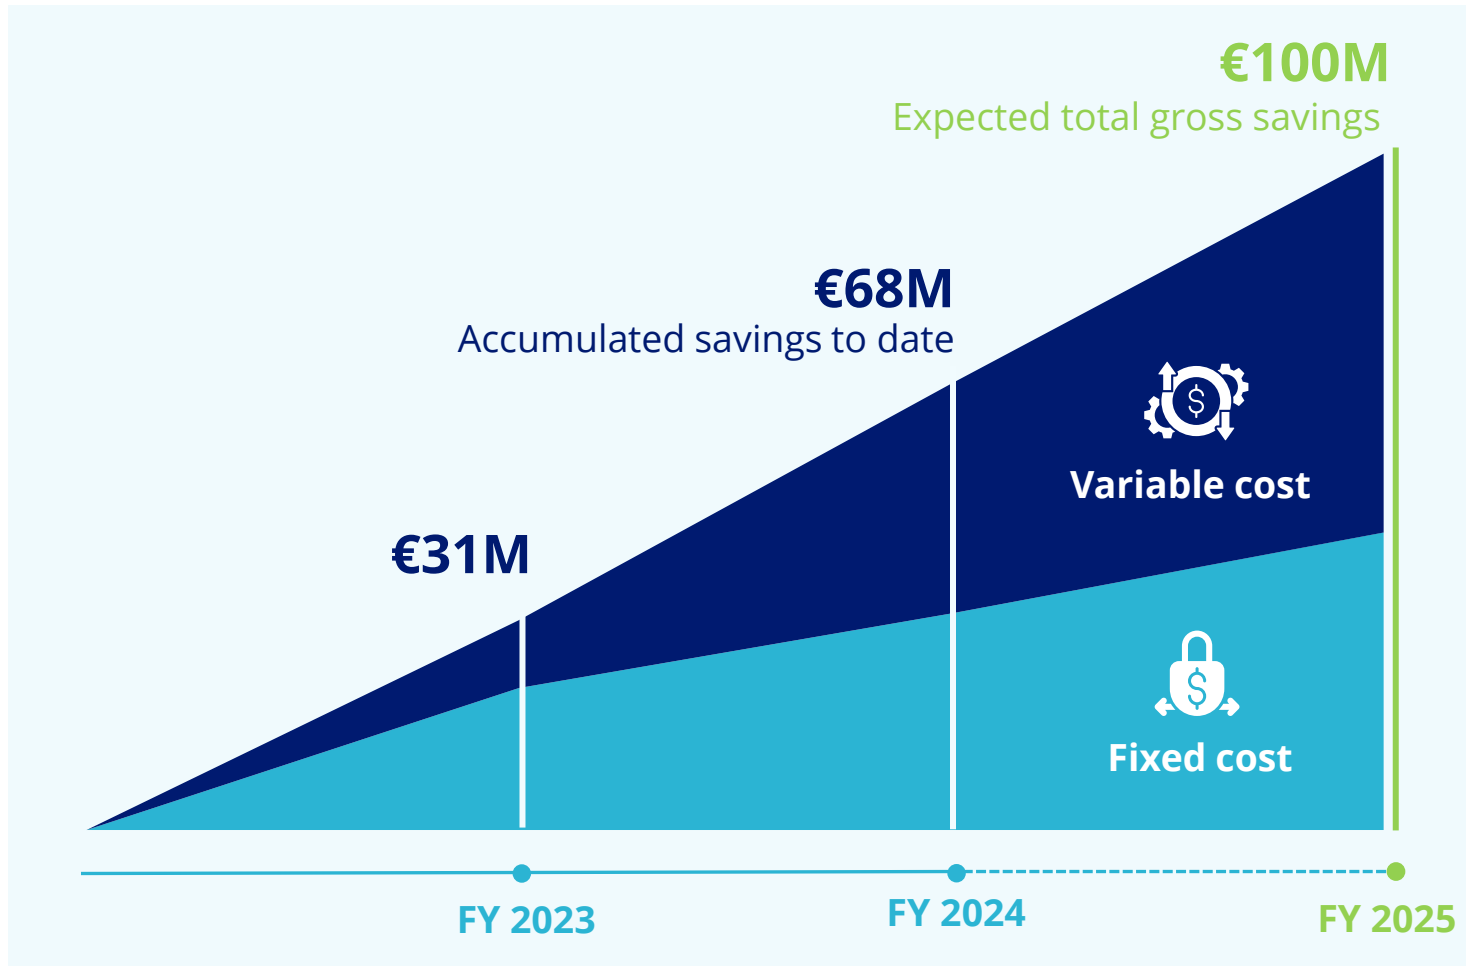 €100M
Expected total gross savings
€68M
Accumulated savings to date
$
Variable cost
€31M
$
Fixed cost
FY 2023
FY 2024
FY 2025